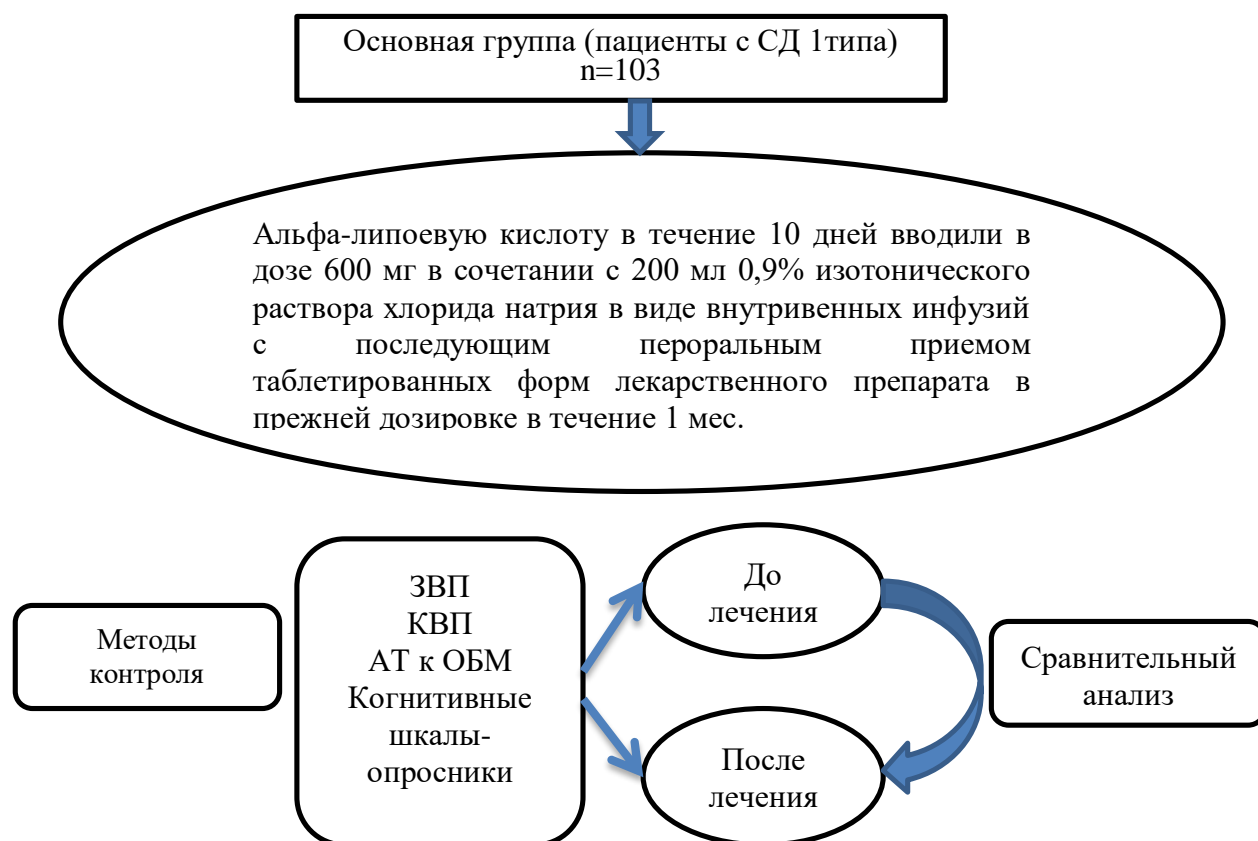 Основная группа (пациенты с СД 1типа)
n=103
Альфа-липоевую кислоту в течение 10 дней вводили в
дозе 600 мг в сочетании с 200 мл 0,9% изотонического
раствора хлорида натрия в виде внутривенных инфузий
с последующим пероральным приемом
таблетированных форм лекарственного препарата в
прежней дозировке в течение 1 мес.
Методы
контроля
ЗВП
КВП
АТ к ОБМ
Когнитивные
шкалы-
опросники
До
лечения
После
лечения
Сравнительный
анализ